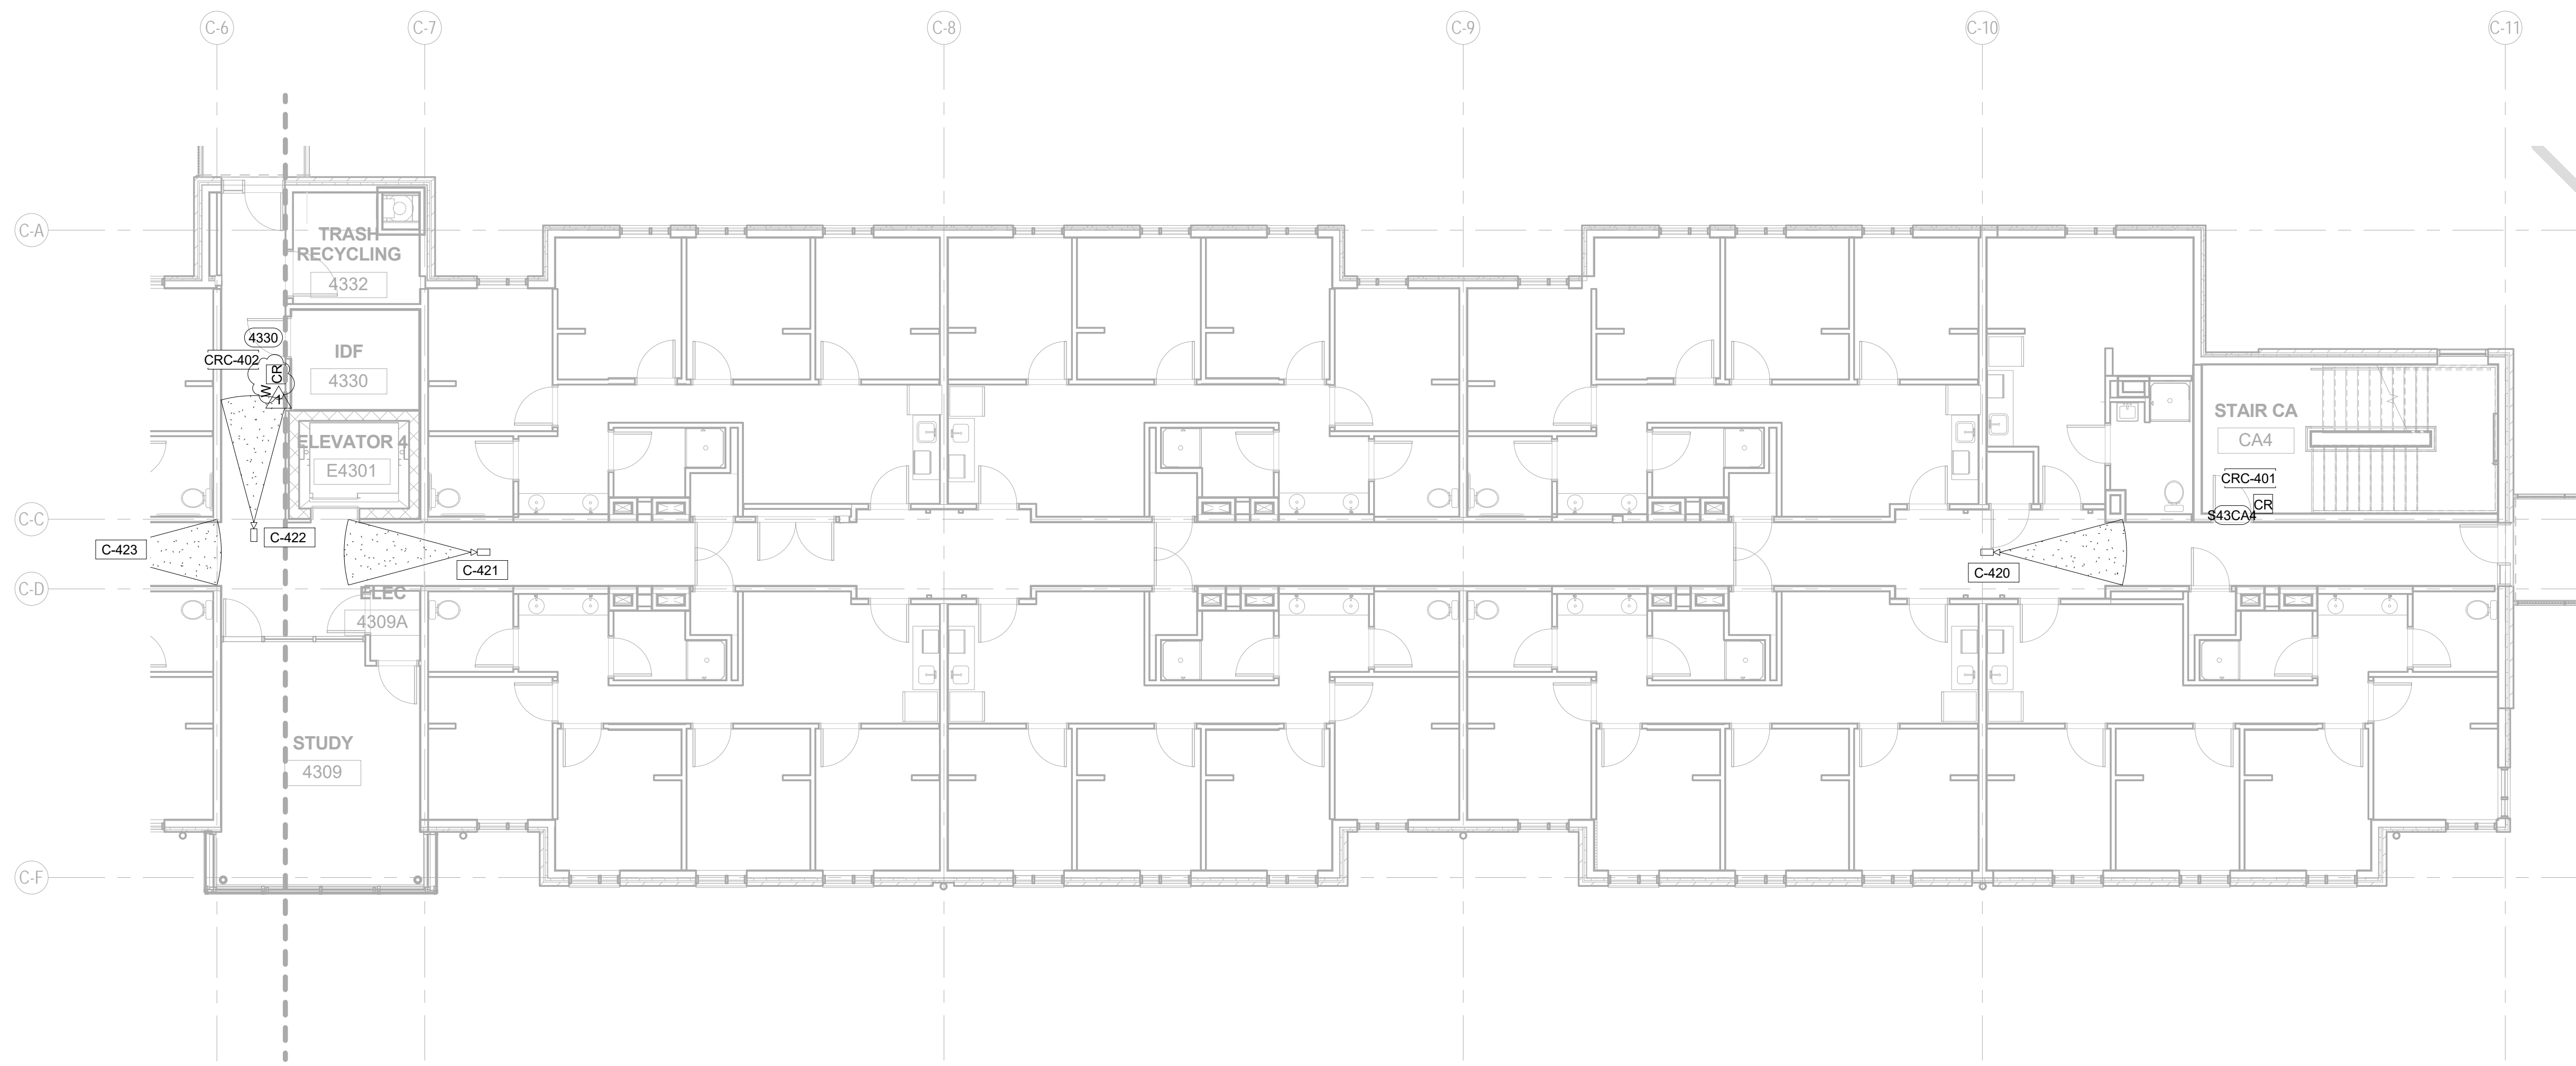 C-6
C-7
C-8
C-9
C-10
C-11
C-A
TRASH
RECYCLING
4332
4330
CRC-402
CR
W
1
IDF
4330
ELEVATOR 4
E4301
STAIR CA
CA4
CRC-401
CR
S43CA4
C-C
C-423
C-422
C-421
C-420
C-D
ELEC
4309A
STUDY
4309
C-F